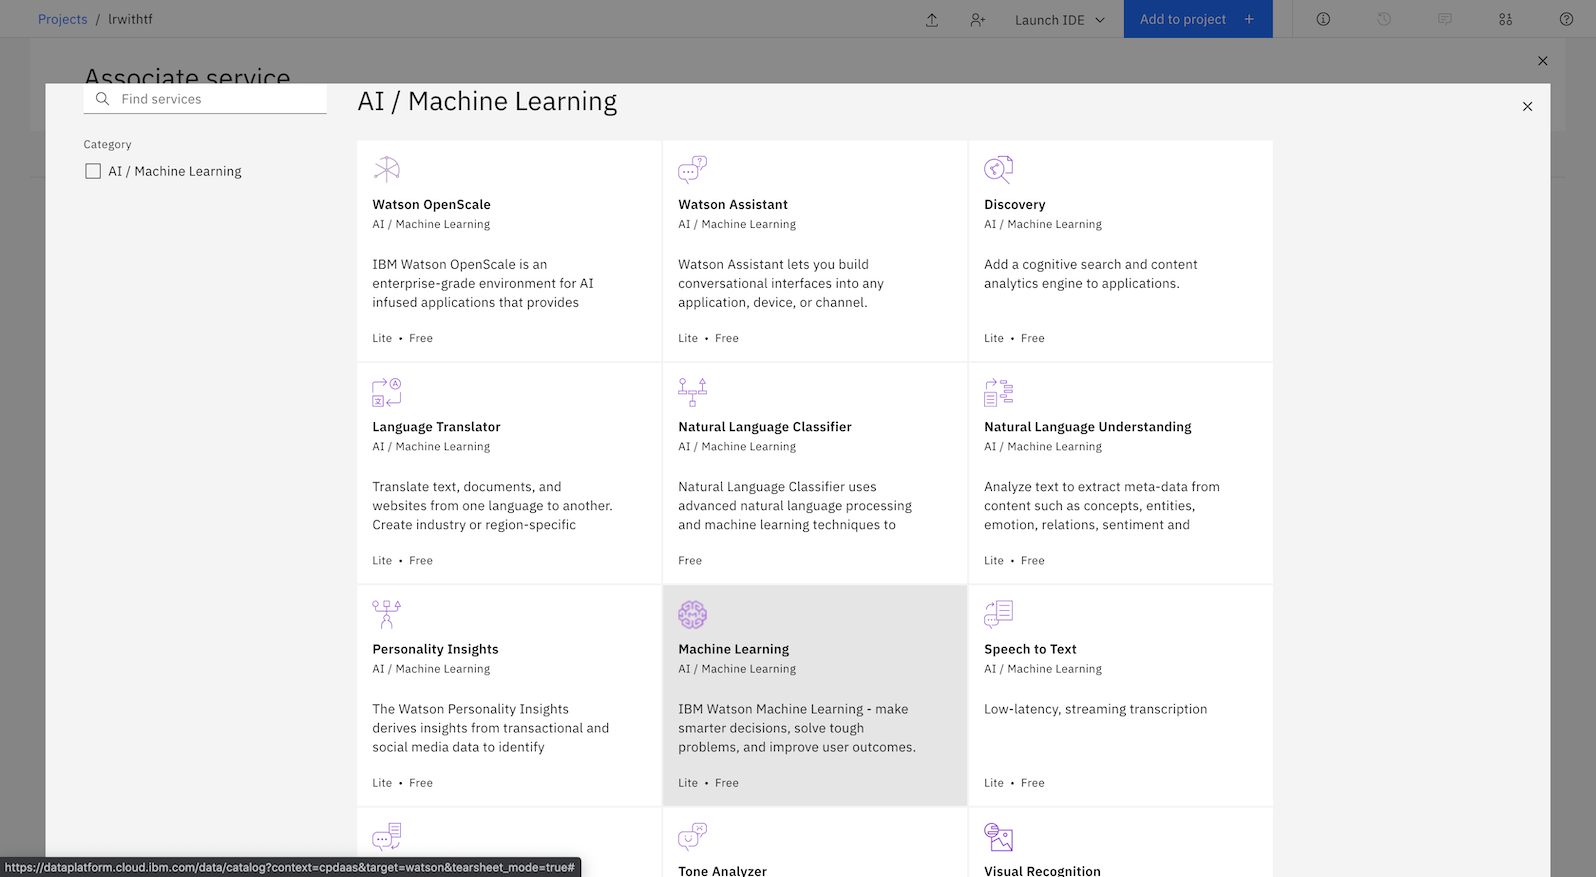 Projects / lrwithtf
Launch IDE
Add to project +
Associate service
Find services
AI / Machine Learning
Category
AI / Machine Learning
Watson OpenScale
AI / Machine Learning
IBM Watson OpenScale is an
enterprise-grade environment for AI
infused applications that provides
Lite • Free
Watson Assistant
AI / Machine Learning
Watson Assistant lets you build
conversational interfaces into any
application, device, or channel.
Lite • Free
Discovery
AI / Machine Learning
Add a cognitive search and content
analytics engine to applications.
Lite • Free
Language Translator
AI / Machine Learning
Translate text, documents, and
websites from one language to another.
Create industry or region-specific
Lite • Free
Natural Language Classifier
AI / Machine Learning
Natural Language Classifier uses
advanced natural language processing
and machine learning techniques to
Free
Natural Language Understanding
AI / Machine Learning
Analyze text to extract meta-data from
content such as concepts, entities,
emotion, relations, sentiment and
Lite • Free
Personality Insights
AI / Machine Learning
The Watson Personality Insights
derives insights from transactional and
social media data to identify
Lite • Free
Machine Learning
AI / Machine Learning
IBM Watson Machine Learning - make
smarter decisions, solve tough
problems, and improve user outcomes.
Lite • Free
Speech to Text
AI / Machine Learning
Low-latency, streaming transcription
Lite • Free
Tone Analyzer
Visual Recognition
https://dataplatform.cloud.ibm.com/data/catalog?context=cpdaas&target=watson&tearsheet_mode=true#